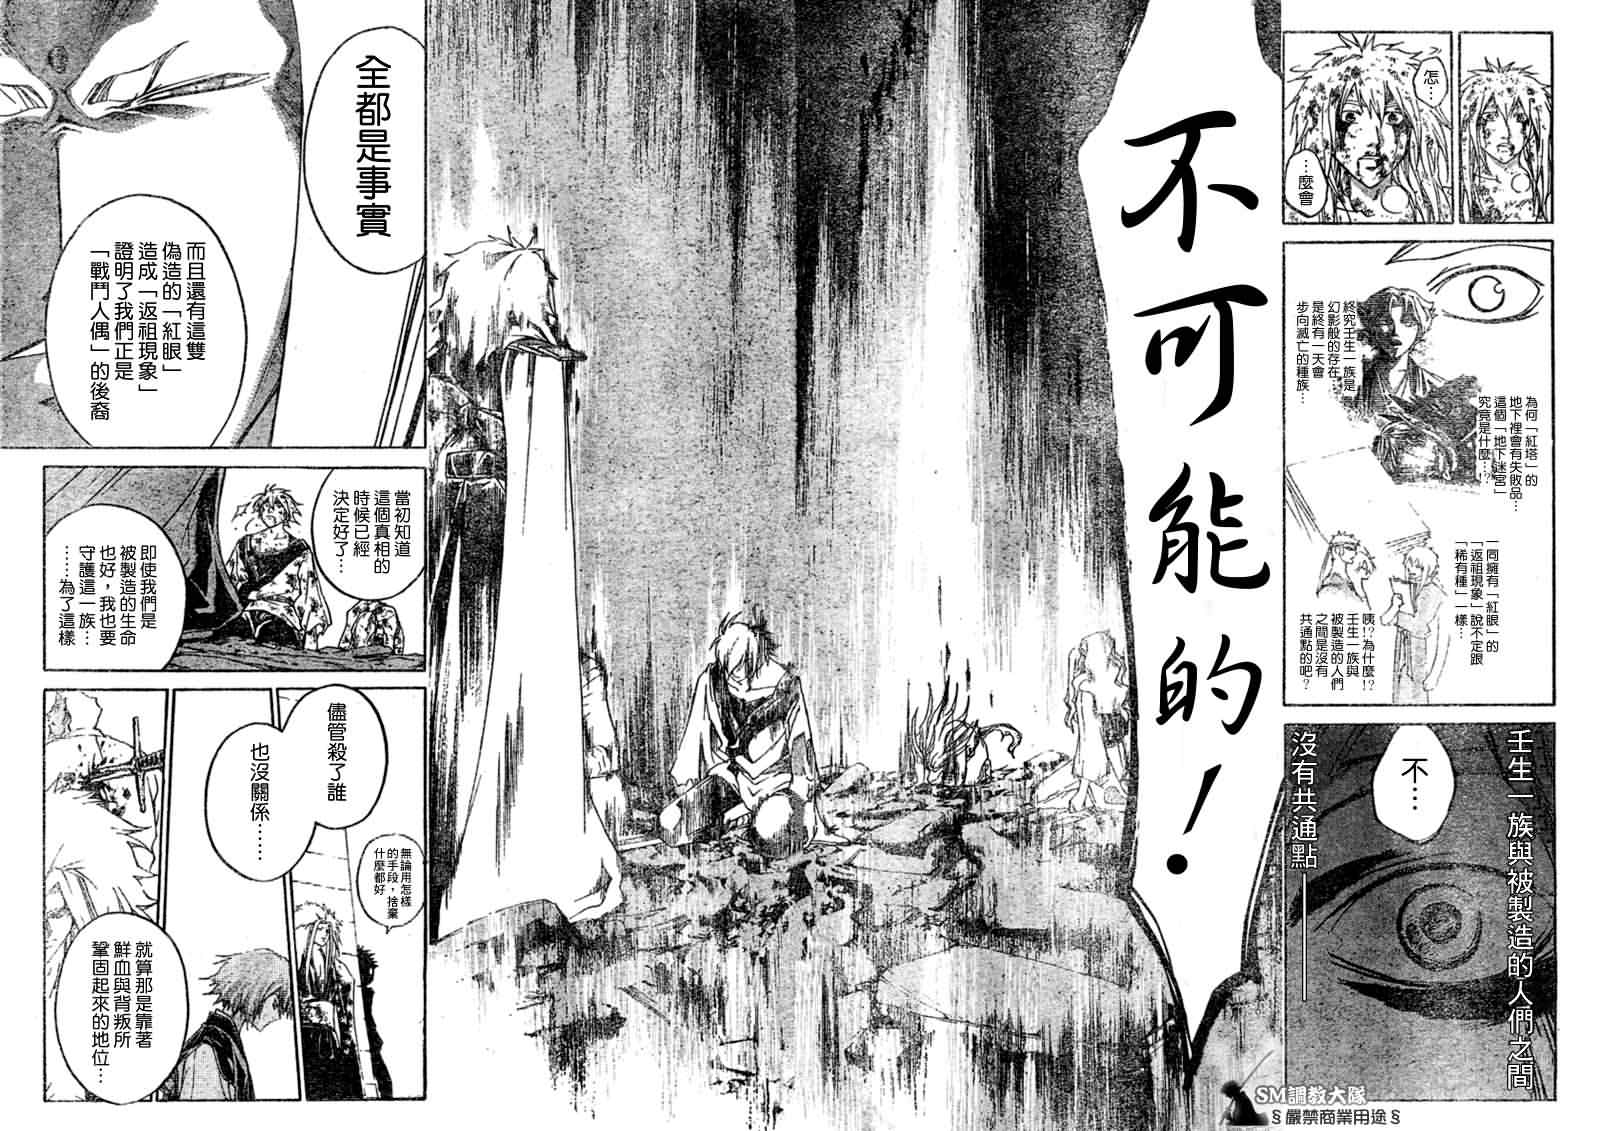 怎…
…麼會
終究壬生一族是
幻影般的存在…
是終有一天會
步向滅亡的種族…
為何「紅塔」的
地下裡會有失敗品…
這個「地下迷宮」
究竟是什麼…!?
一同擁有「紅眼」的
「返祖現象」說不定跟
「稀有種」一樣…
咦!?為什麼!?
壬生一族與
被製造的人們
之間是沒有
共通點的吧?
壬生一族與被製造的人們之間
不…
沒有共通點——
不可能的!
全都是事實
而且還有這雙
偽造的「紅眼」
造成「返祖現象」
證明了我們正是
「戰鬥人偶」的後裔
當初知道
這個真相的
時候已經
決定好了…
即使我們是
被製造的生命
也好，我也要
守護這一族…
……為了這樣
無論用怎樣
的手段，捨棄
什麼都好
儘管殺了誰
也沒關係……
就算那是靠著
鮮血與背叛所
鞏固起來的地位…
SM調教大隊
§嚴禁商業用途§